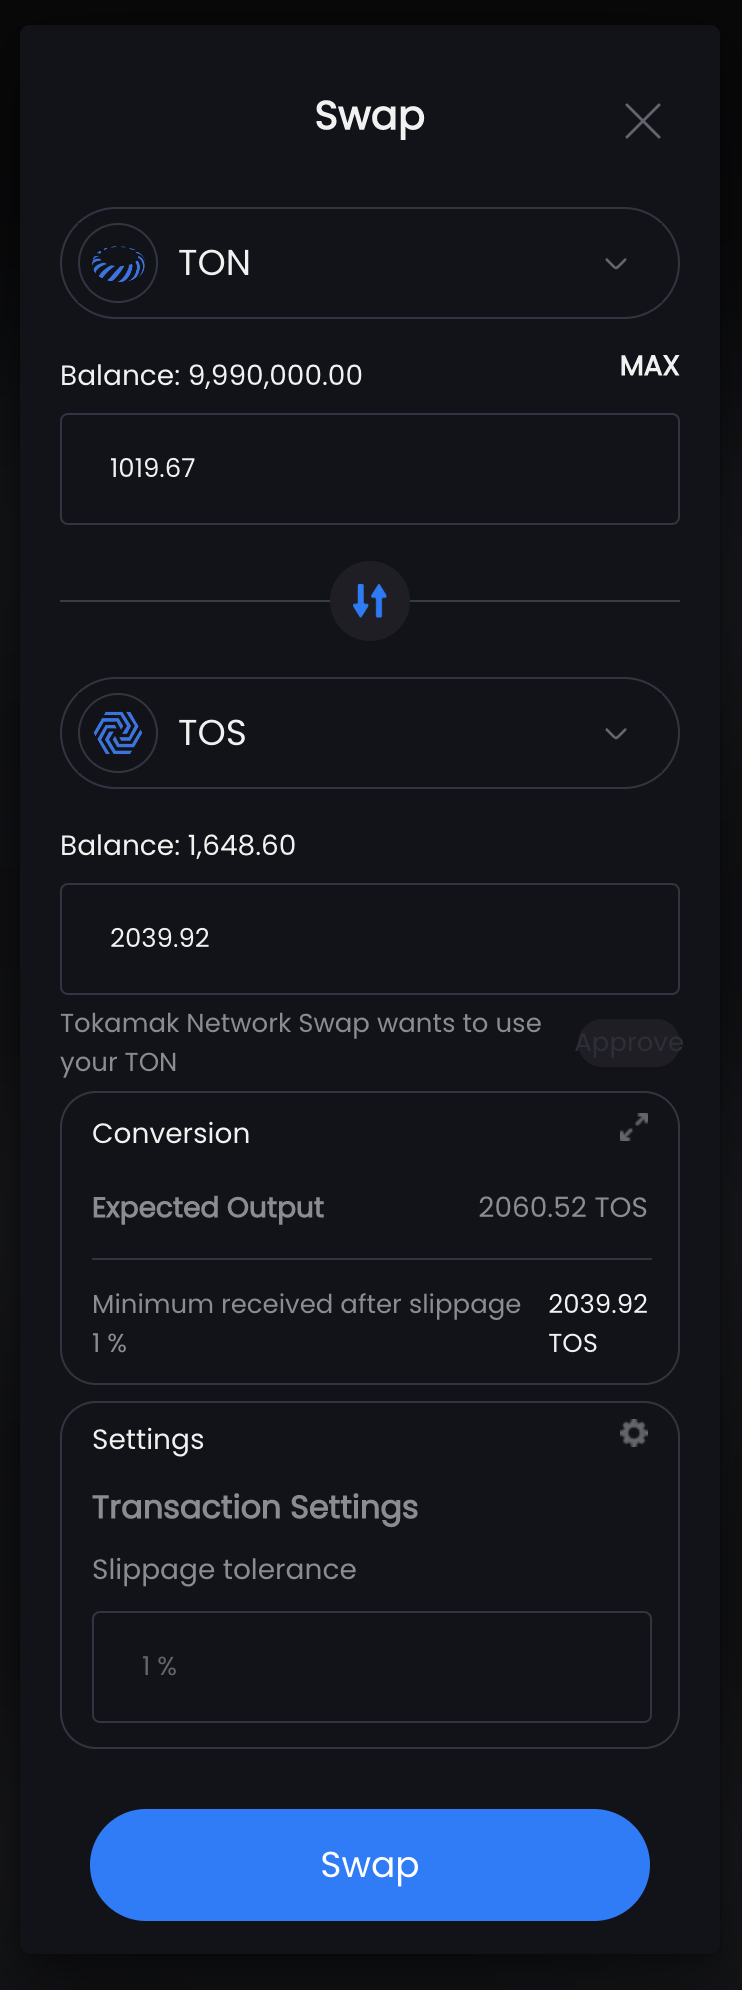 Swap
TON
Balance: 9,990,000.00
MAX
1019.67
TOS
Balance: 1,648.60
2039.92
Tokamak Network Swap wants to use
your TON
Approve
Conversion
Expected Output
2060.52 TOS
Minimum received after slippage
1 %
2039.92
TOS
Settings
Transaction Settings
Slippage tolerance
1 %
Swap